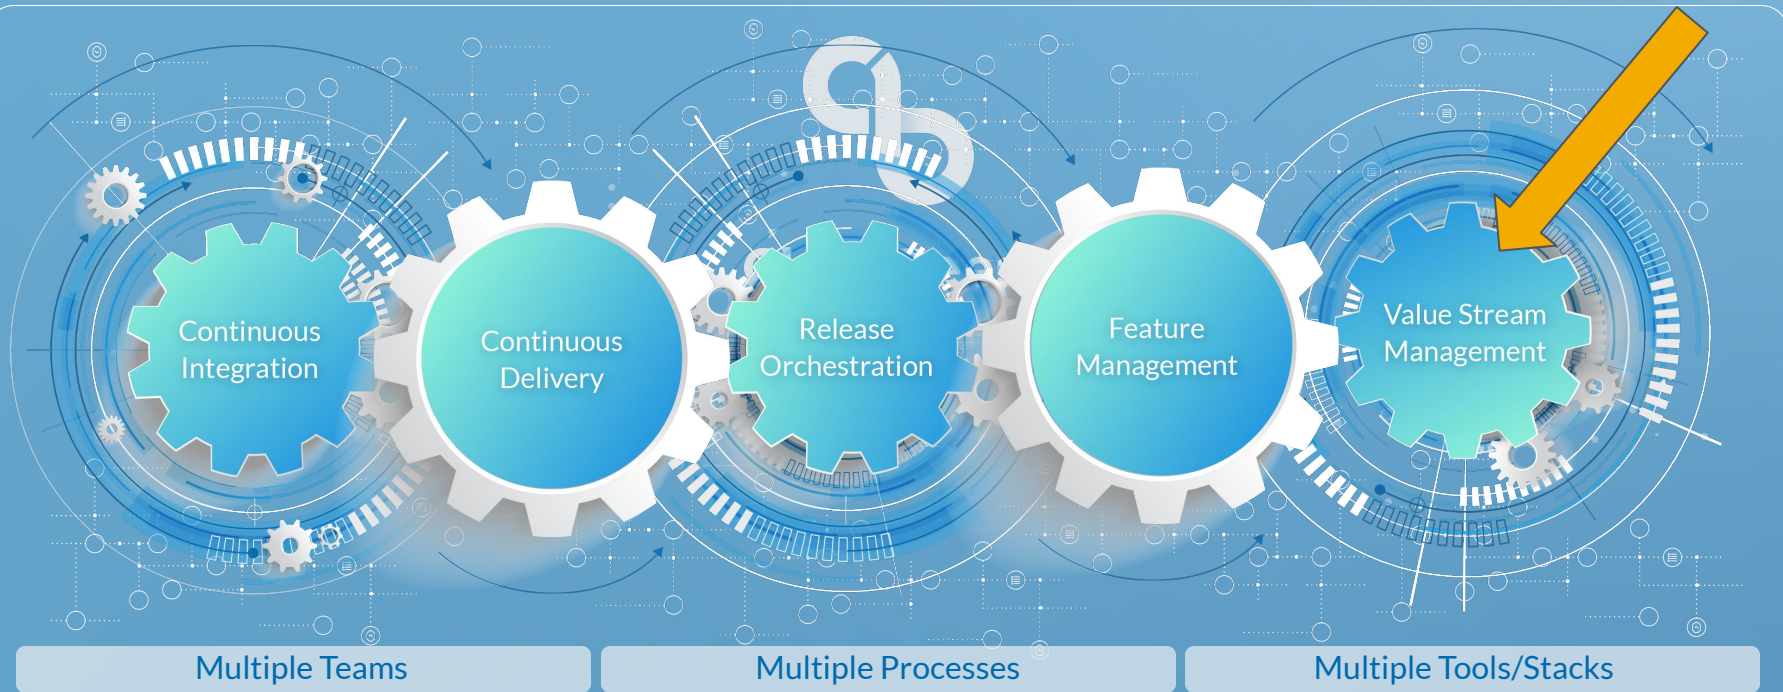 Continuous
Integration
Continuous
Delivery
Release
Orchestration
Feature
Management
Value Stream
Management
Multiple Teams
Multiple Processes
Multiple Tools/Stacks